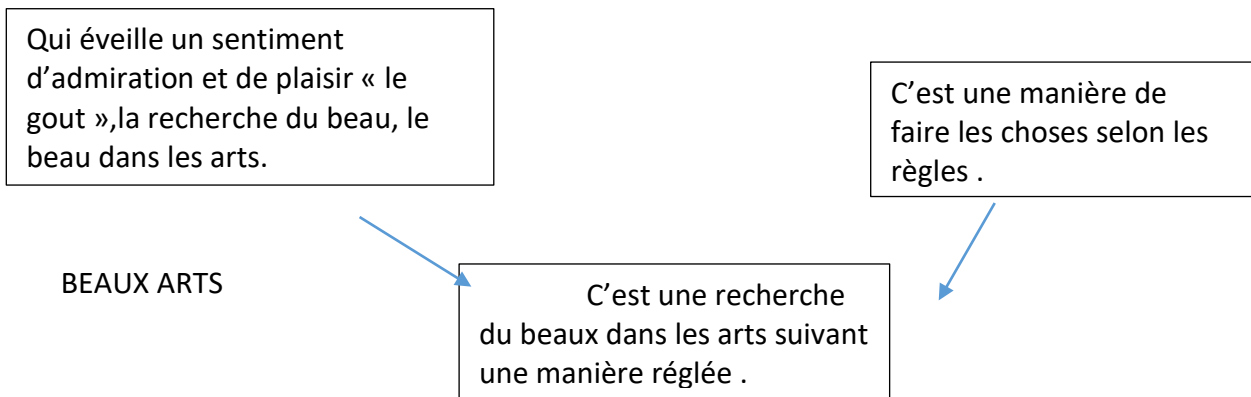 Qui éveille un sentiment
d’admiration et de plaisir « le
gout »,la recherche du beau, le
beau dans les arts.
C’est une manière de
faire les choses selon les
règles .
BEAUX ARTS
C’est une recherche
du beaux dans les arts suivant
une manière réglée .